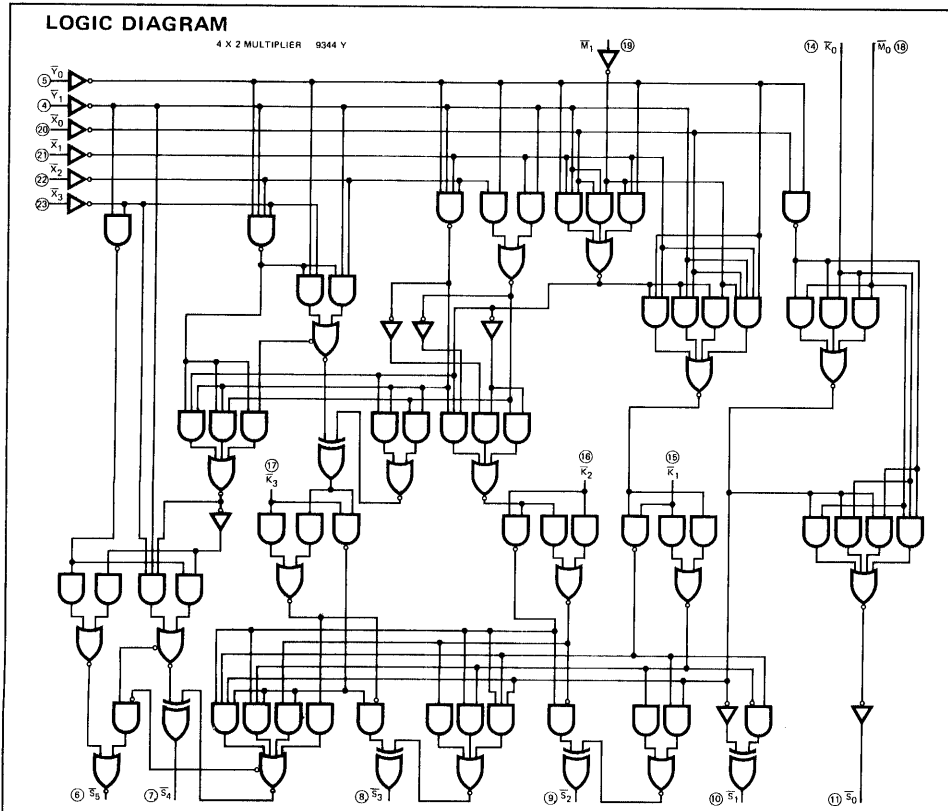 LOGIC DIAGRAM
4 X 2 MULTIPLIER 9344 Y
M̅1 19
14 K̅0 M̅0 18
5 Y̅0
4 Y̅1
20 X̅0
21 X̅1
22 X̅2
23 X̅3
17 K̅3
16 K̅2
15 K̅1
6 S̅5
7 S̅4
8 S̅3
9 S̅2
10 S̅1
11 S̅0